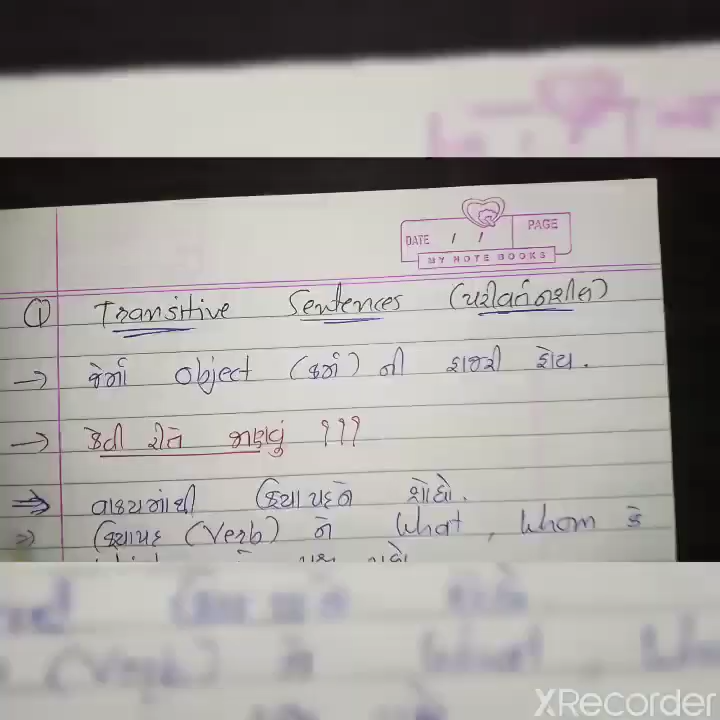 DATE / / PAGE
MY NOTE BOOKS
① Transitive Sentences (પરીવર્તનશીલ)
→ જેમાં object (કર્મ) ની હાજરી હોય.
→ કેવી રીતે જાણવું ???
⇒ વાક્યમાંથી ક્રિયાપદને શોધો.
⇒ ક્રિયાપદ (Verb) ને What, Whom કે
XRecorder